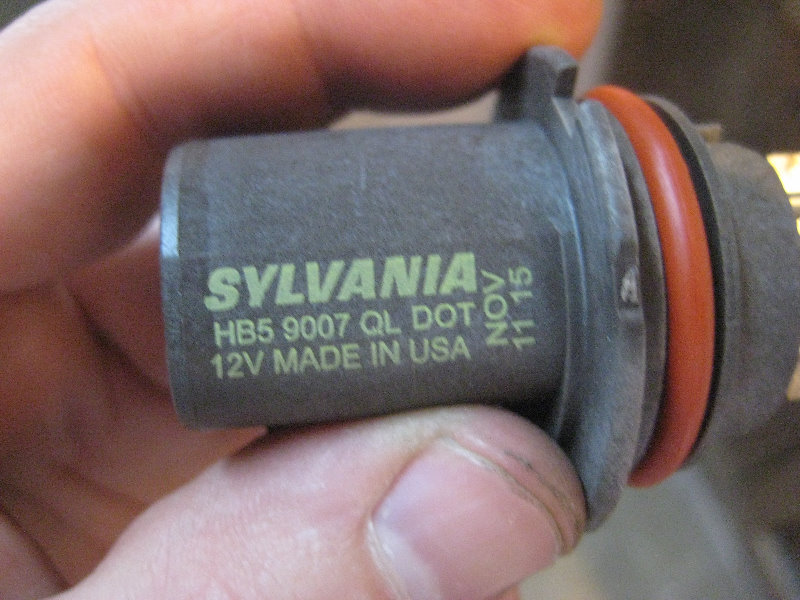 SYLVANIA
HB5 9007 QL DOT
12V MADE IN USA
NOV
11 15
A